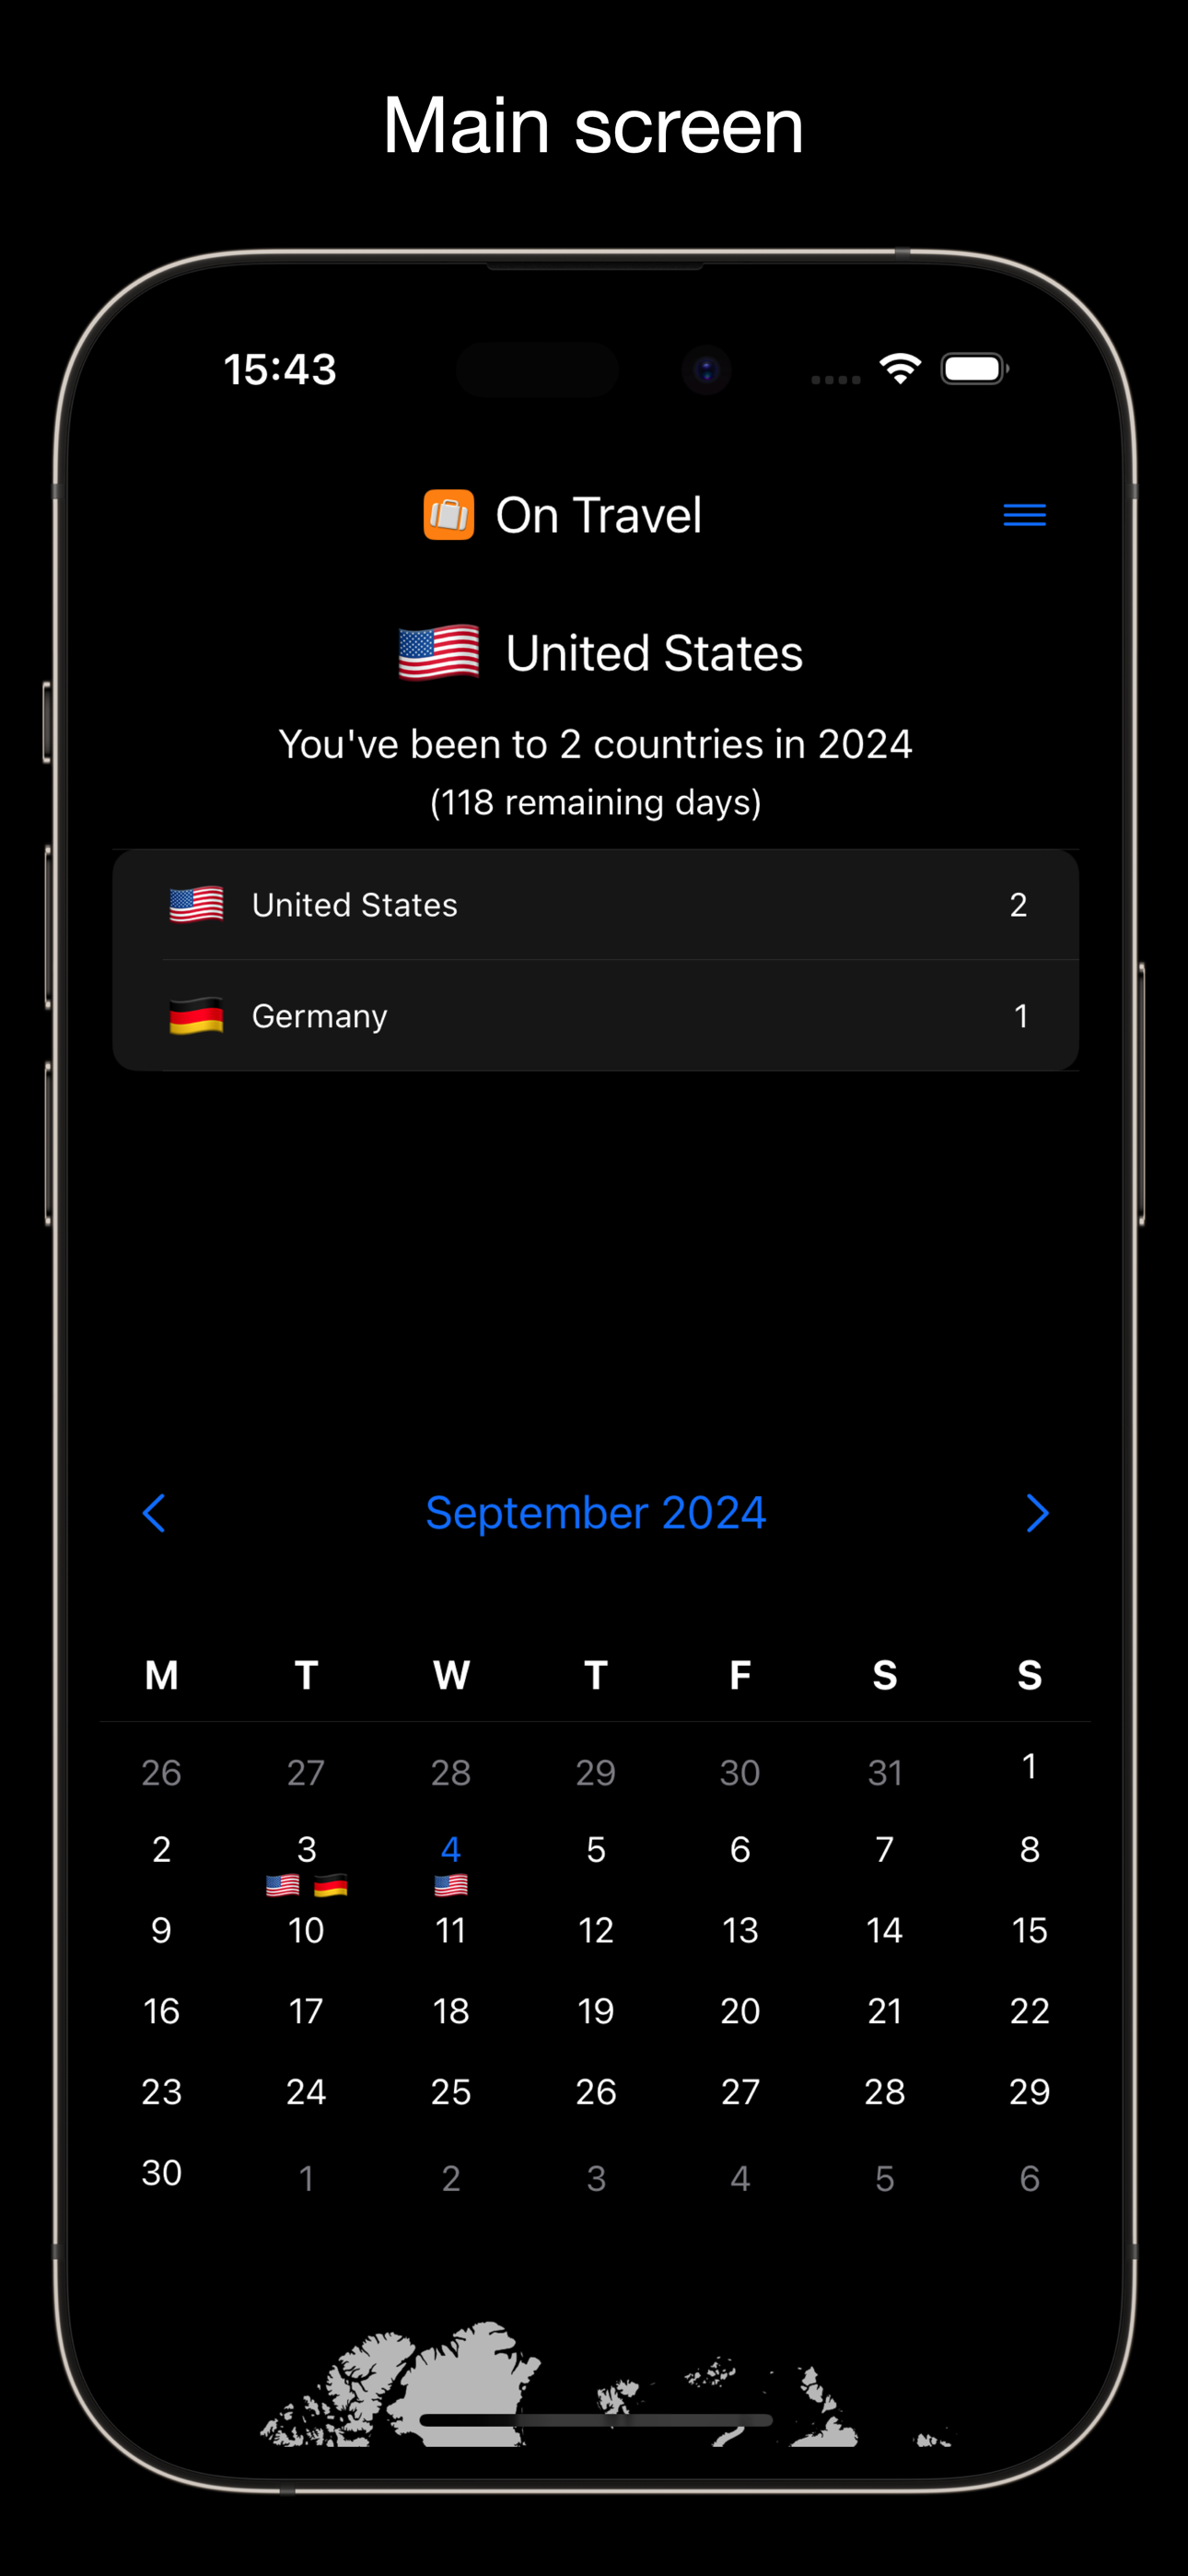 Main screen
15:43
On Travel
United States
You've been to 2 countries in 2024
(118 remaining days)
United States 2
Germany 1
September 2024
M T W T F S S
26 27 28 29 30 31 1
2 3 4 5 6 7 8
9 10 11 12 13 14 15
16 17 18 19 20 21 22
23 24 25 26 27 28 29
30 1 2 3 4 5 6